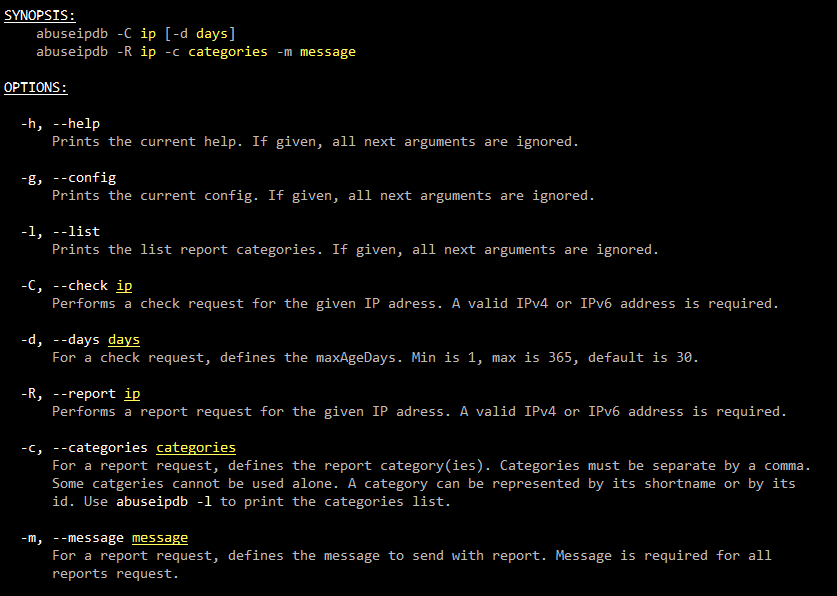 SYNOPSIS:
abuseipdb -C ip [-d days]
abuseipdb -R ip -c categories -m message
OPTIONS:
-h, --help
Prints the current help. If given, all next arguments are ignored.
-g, --config
Prints the current config. If given, all next arguments are ignored.
-l, --list
Prints the list report categories. If given, all next arguments are ignored.
-C, --check ip
Performs a check request for the given IP adress. A valid IPv4 or IPv6 address is required.
-d, --days days
For a check request, defines the maxAgeDays. Min is 1, max is 365, default is 30.
-R, --report ip
Performs a report request for the given IP adress. A valid IPv4 or IPv6 address is required.
-c, --categories categories
For a report request, defines the report category(ies). Categories must be separate by a comma.
Some catgeries cannot be used alone. A category can be represented by its shortname or by its
id. Use abuseipdb -l to print the categories list.
-m, --message message
For a report request, defines the message to send with report. Message is required for all
reports request.